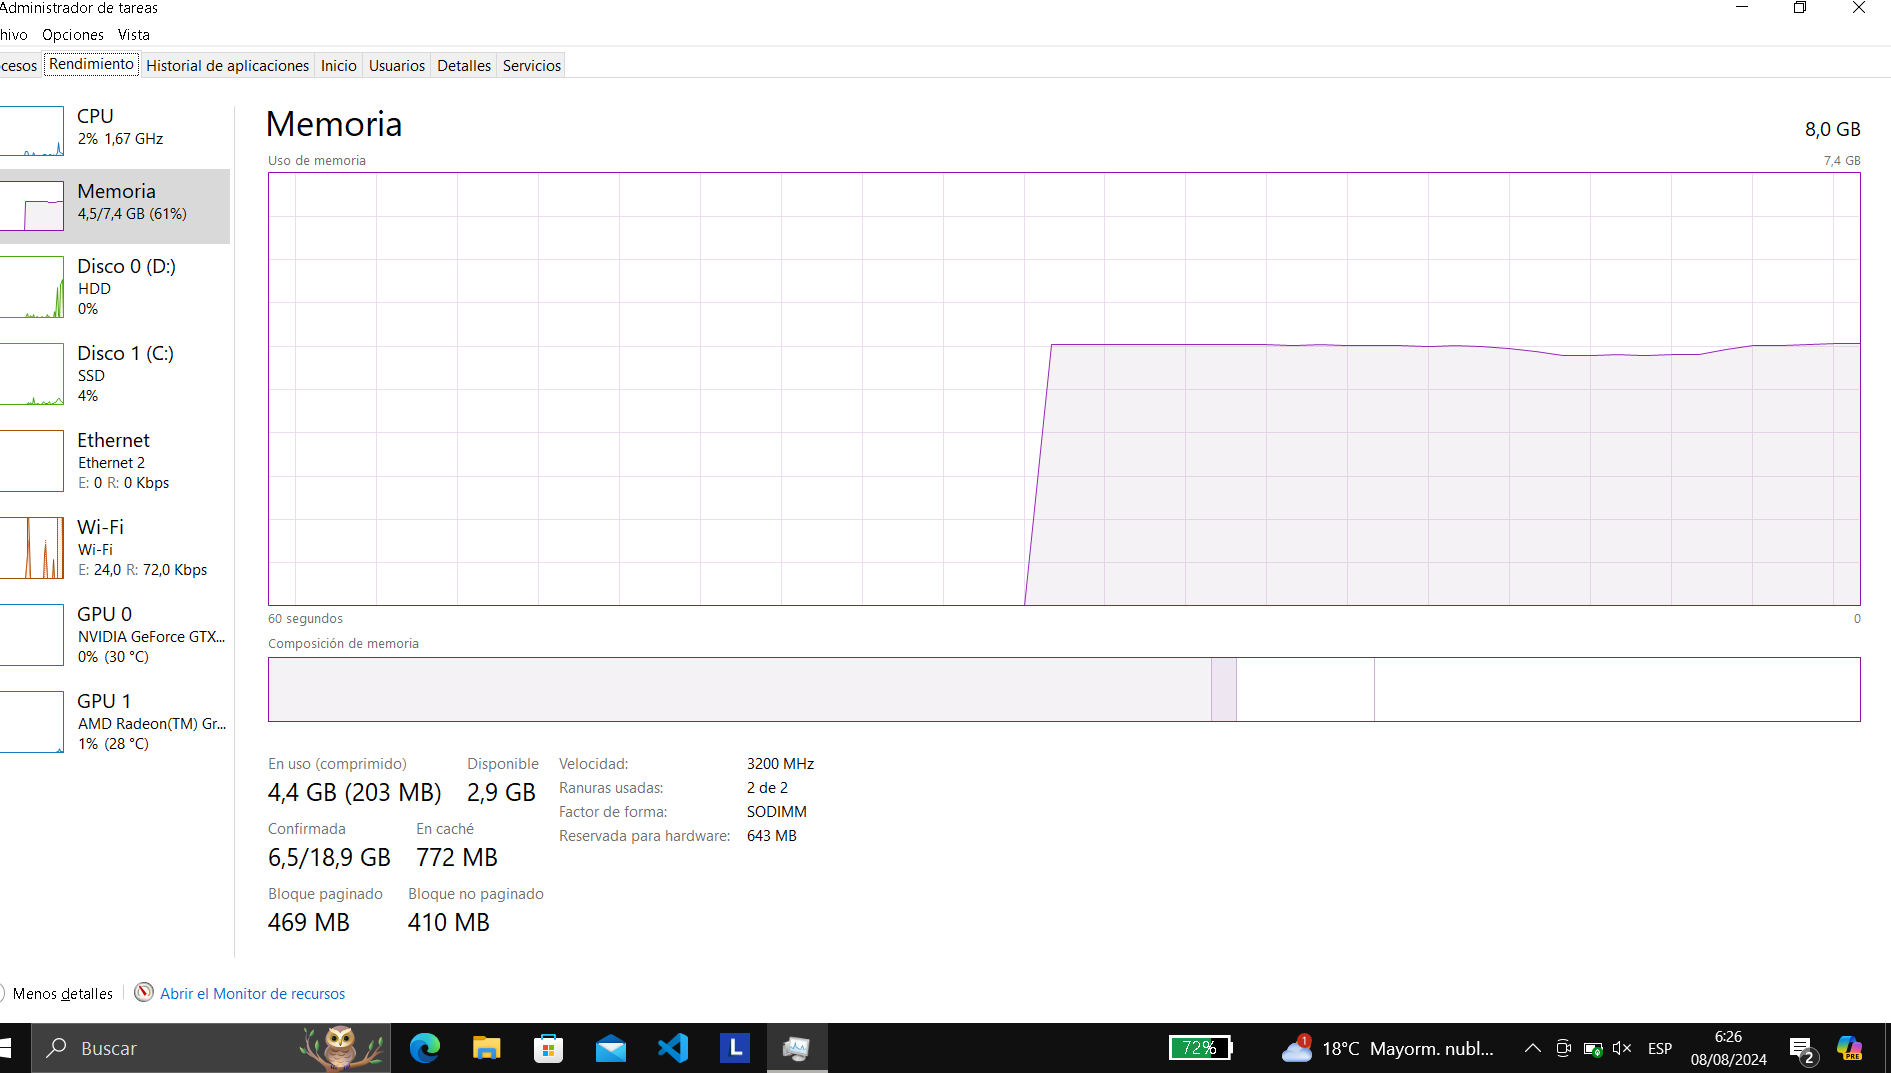 Administrador de tareas
hivo Opciones Vista
cesos Rendimiento Historial de aplicaciones Inicio Usuarios Detalles Servicios
CPU
2% 1,67 GHz
Memoria
4,5/7,4 GB (61%)
Disco 0 (D:)
HDD
0%
Disco 1 (C:)
SSD
4%
Ethernet
Ethernet 2
E: 0 R: 0 Kbps
Wi-Fi
Wi-Fi
E: 24,0 R: 72,0 Kbps
GPU 0
NVIDIA GeForce GTX...
0% (30 °C)
GPU 1
AMD Radeon(TM) Gr...
1% (28 °C)
Memoria 8,0 GB
Uso de memoria 7,4 GB
60 segundos 0
Composición de memoria
En uso (comprimido) Disponible
4,4 GB (203 MB) 2,9 GB
Confirmada En caché
6,5/18,9 GB 772 MB
Bloque paginado Bloque no paginado
469 MB 410 MB
Velocidad: 3200 MHz
Ranuras usadas: 2 de 2
Factor de forma: SODIMM
Reservada para hardware: 643 MB
Menos detalles Abrir el Monitor de recursos
Buscar L 72% 1 18°C Mayorm. nubl... ESP 6:26
08/08/2024 2 PRE